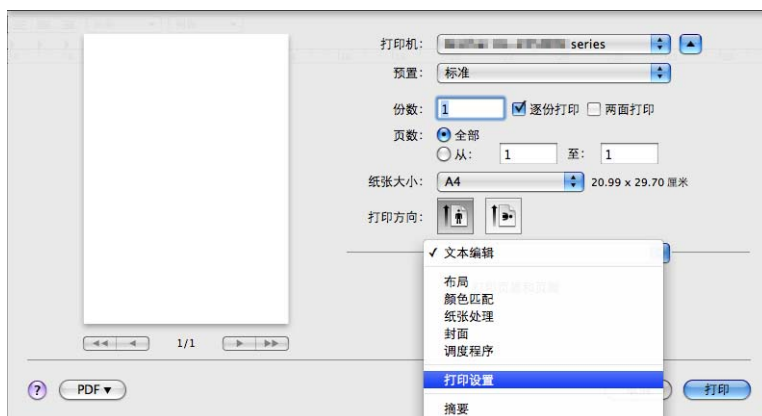 打印机: series
预置: 标准
份数: 1 逐份打印 两面打印
页数: 全部
从: 1 至: 1
纸张大小: A4 20.99 x 29.70 厘米
打印方向:
✓ 文本编辑
布局
颜色匹配
纸张处理
封面
调度程序
1/1
打印设置
? PDF▼ 打印
摘要